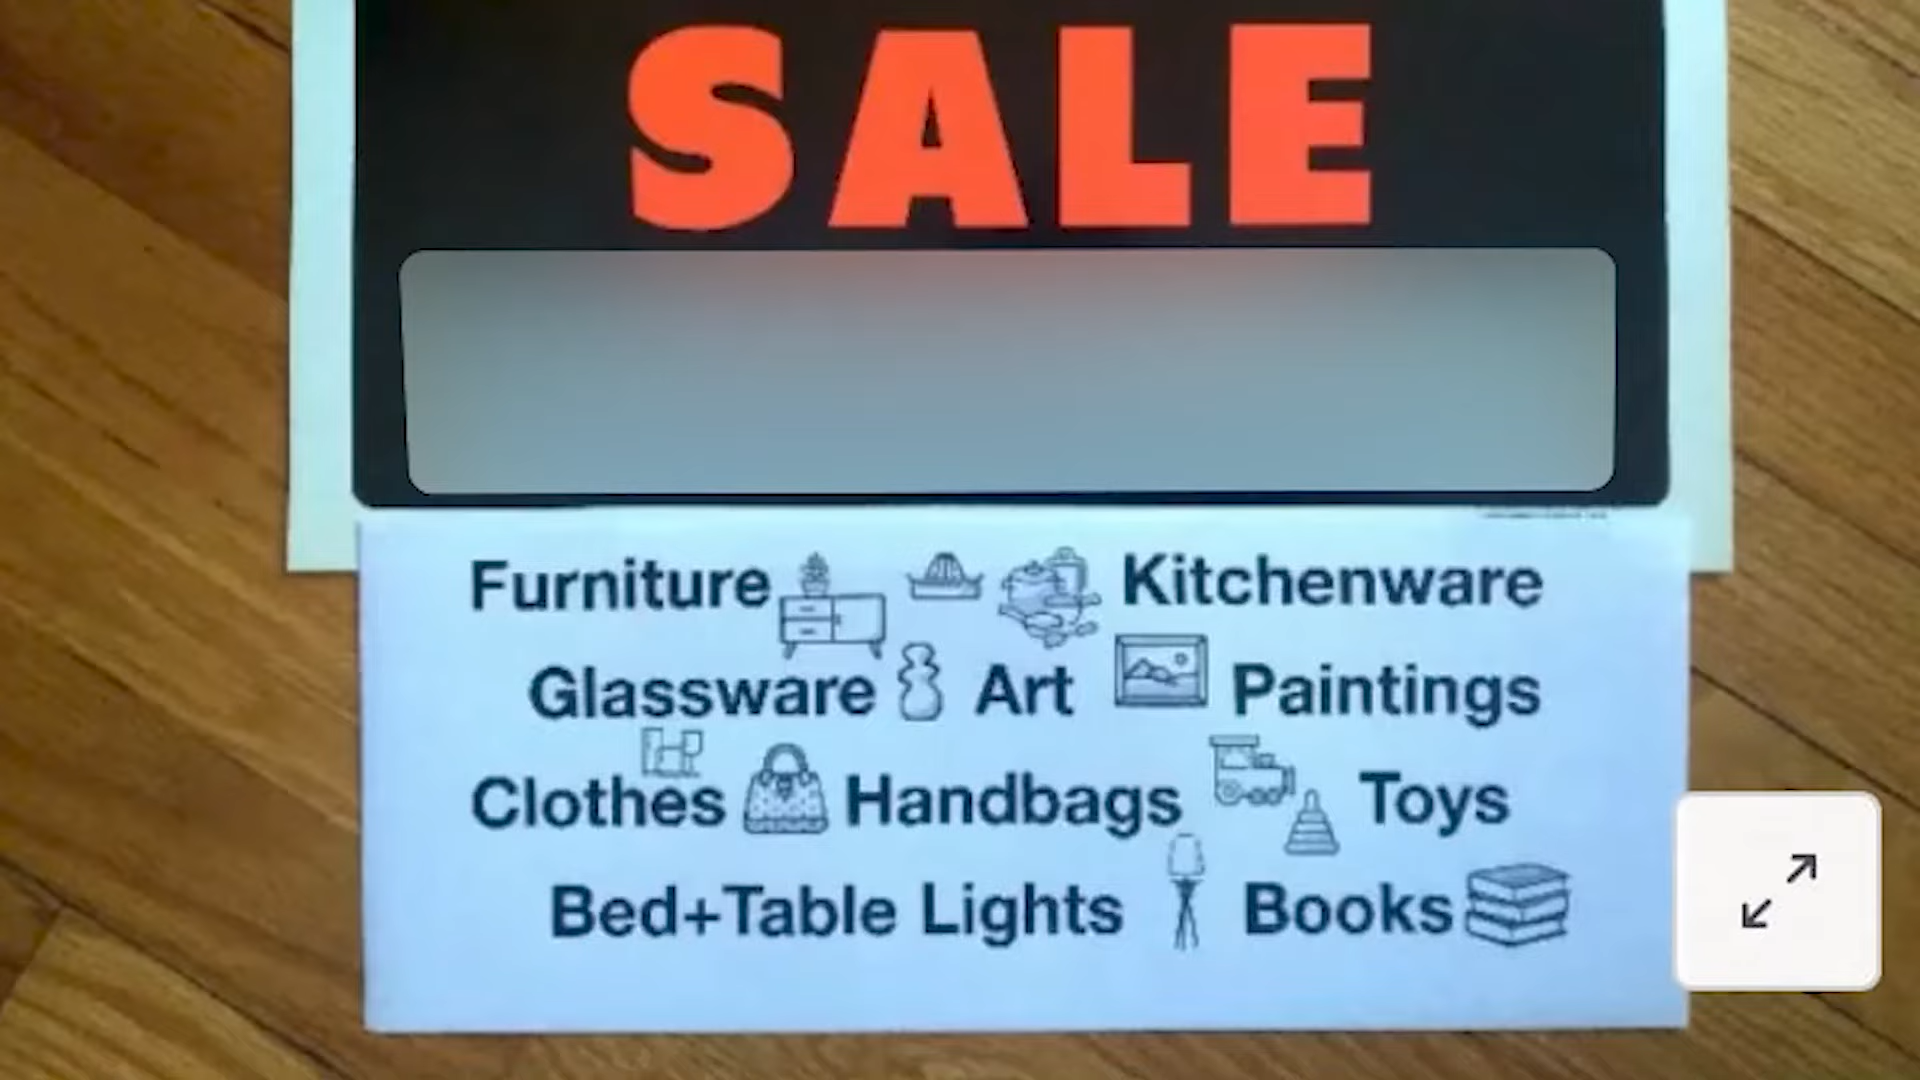 SALE
Furniture Kitchenware
Glassware Art Paintings
Clothes Handbags Toys
Bed+Table Lights Books